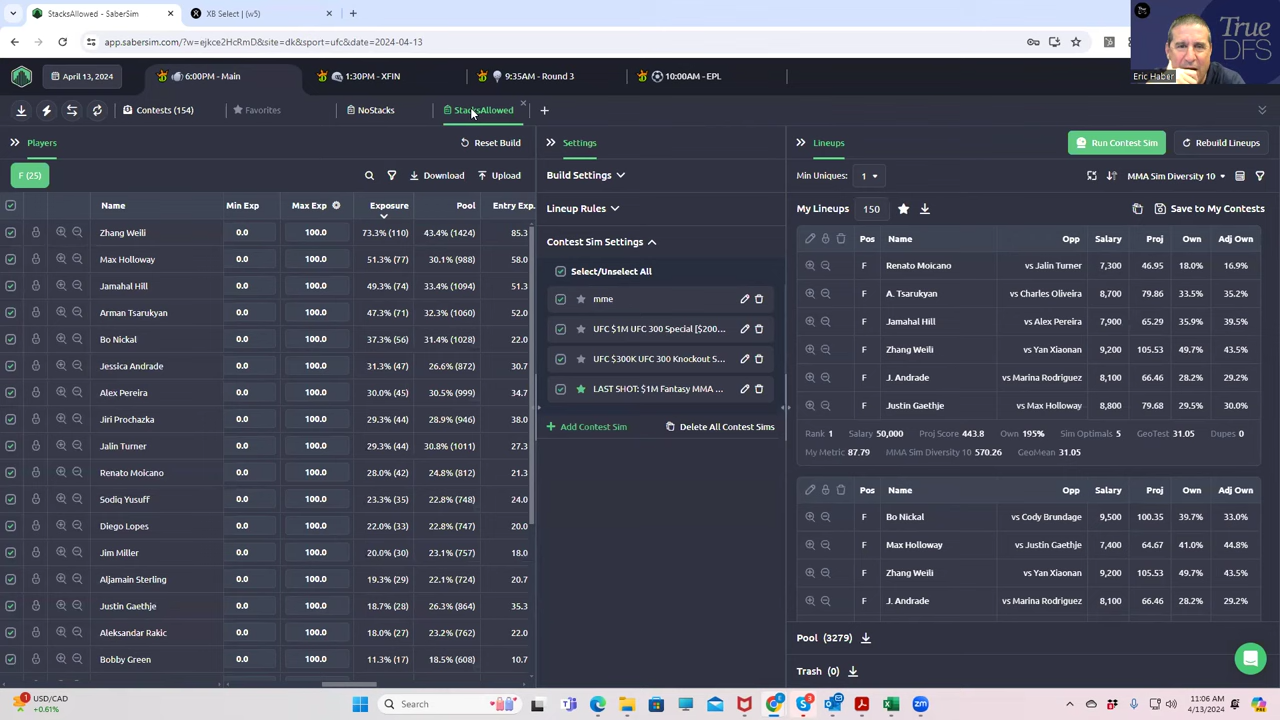 StacksAllowed - SaberSim
XB Select | (w5)
app.sabersim.com/?w=ejkce2HcRmD&site=dk&sport=ufc&date=2024-04-13
True DFS
Eric Haber
April 13, 2024
6:00PM - Main
1:30PM - XFIN
9:35AM - Round 3
10:00AM - EPL
Contests (154)
Favorites
NoStacks
StacksAllowed
Players
Reset Build
Settings
Lineups
Run Contest Sim
Rebuild Lineups
F (25)
Download
Upload
Build Settings
Min Uniques: 1
MMA Sim Diversity 10
Name Min Exp Max Exp Exposure Pool Entry Exp.
Zhang Weili 0.0 100.0 73.3% (110) 43.4% (1424) 85.3
Max Holloway 0.0 100.0 51.3% (77) 30.1% (988) 58.0
Jamahal Hill 0.0 100.0 49.3% (74) 33.4% (1094) 51.3
Arman Tsarukyan 0.0 100.0 47.3% (71) 32.3% (1060) 52.0
Bo Nickal 0.0 100.0 37.3% (56) 31.4% (1028) 22.0
Jessica Andrade 0.0 100.0 31.3% (47) 26.6% (872) 30.7
Alex Pereira 0.0 100.0 30.0% (45) 30.5% (999) 34.7
Jiri Prochazka 0.0 100.0 29.3% (44) 28.9% (946) 38.0
Jalin Turner 0.0 100.0 29.3% (44) 30.8% (1011) 27.3
Renato Moicano 0.0 100.0 28.0% (42) 24.8% (812) 21.3
Sodiq Yusuff 0.0 100.0 23.3% (35) 22.8% (748) 24.0
Diego Lopes 0.0 100.0 22.0% (33) 22.8% (747) 20.0
Jim Miller 0.0 100.0 20.0% (30) 23.1% (757) 18.0
Aljamain Sterling 0.0 100.0 19.3% (29) 22.1% (724) 20.7
Justin Gaethje 0.0 100.0 18.7% (28) 26.3% (864) 35.3
Aleksandar Rakic 0.0 100.0 18.0% (27) 23.2% (762) 22.0
Bobby Green 0.0 100.0 11.3% (17) 18.5% (608) 10.7
Lineup Rules
Contest Sim Settings
Select/Unselect All
mme
UFC $1M UFC 300 Special [$200...
UFC $300K UFC 300 Knockout S...
LAST SHOT: $1M Fantasy MMA ...
Add Contest Sim
Delete All Contest Sims
My Lineups 150
Save to My Contests
Pos Name Opp Salary Proj Own Adj Own
F Renato Moicano vs Jalin Turner 7,300 46.95 18.0% 16.9%
F A. Tsarukyan vs Charles Oliveira 8,700 79.86 33.5% 35.2%
F Jamahal Hill vs Alex Pereira 7,900 65.29 35.9% 39.5%
F Zhang Weili vs Yan Xiaonan 9,200 105.53 49.7% 43.5%
F J. Andrade vs Marina Rodriguez 8,100 66.46 28.2% 29.2%
F Justin Gaethje vs Max Holloway 8,800 79.68 29.5% 30.0%
Rank 1 Salary 50,000 Proj Score 443.8 Own 195% Sim Optimals 5 GeoTest 31.05 Dupes 0
My Metric 87.79 MMA Sim Diversity 10 570.26 GeoMean 31.05
Pos Name Opp Salary Proj Own Adj Own
F Bo Nickal vs Cody Brundage 9,500 100.35 39.7% 33.0%
F Max Holloway vs Justin Gaethje 7,400 64.67 41.0% 44.8%
F Zhang Weili vs Yan Xiaonan 9,200 105.53 49.7% 43.5%
F J. Andrade vs Marina Rodriguez 8,100 66.46 28.2% 29.2%
Pool (3279)
Trash (0)
USD/CAD
+0.61%
Search
11:06 AM
4/13/2024